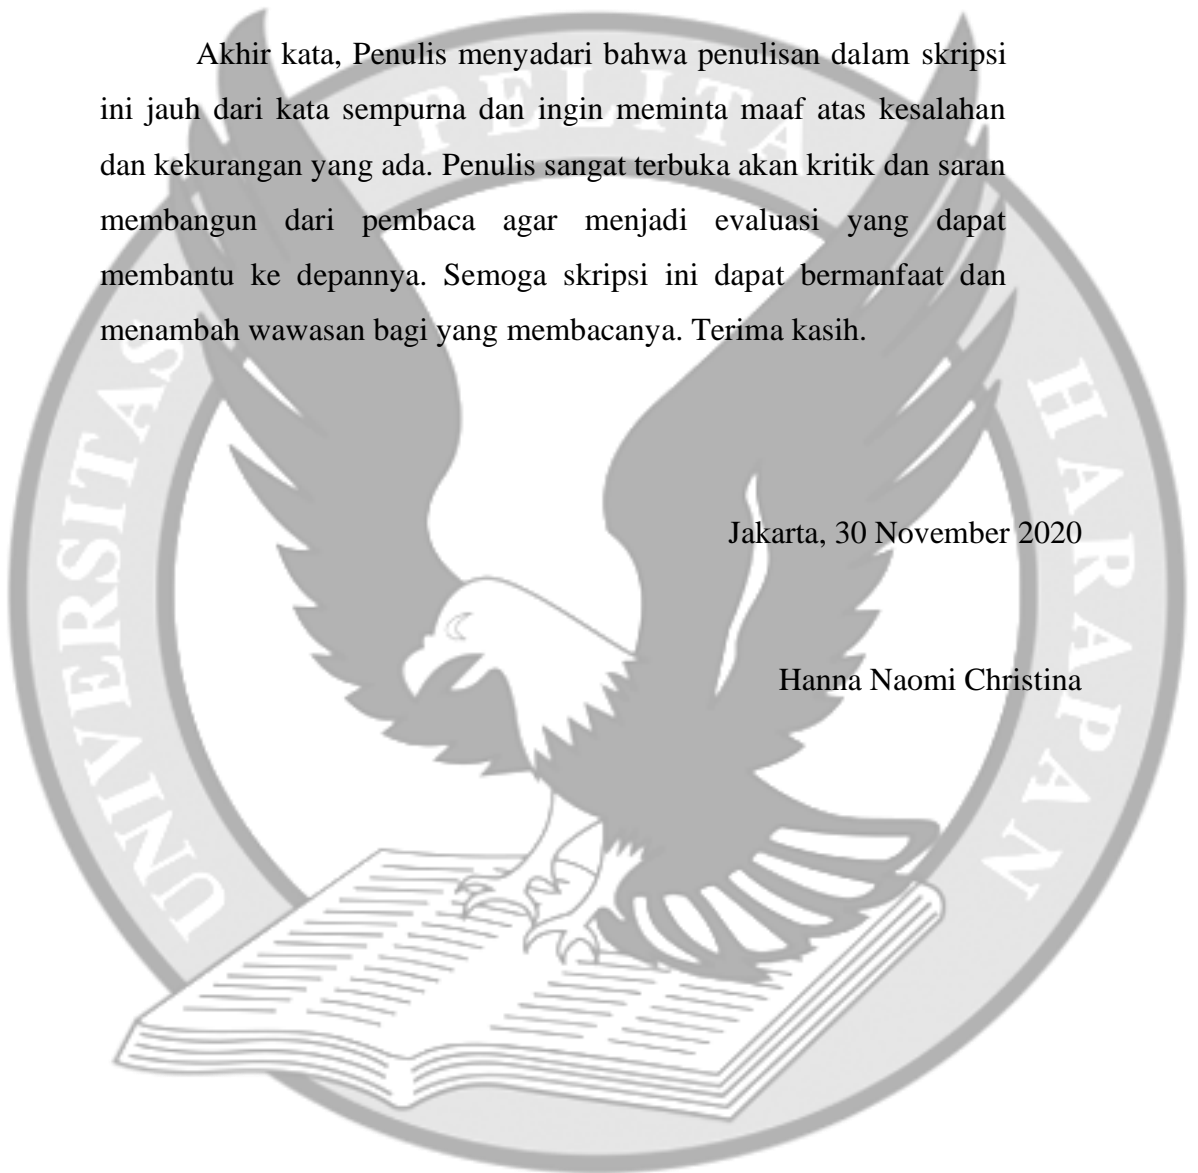 Akhir kata, Penulis menyadari bahwa penulisan dalam skripsi
ini jauh dari kata sempurna dan ingin meminta maaf atas kesalahan
dan kekurangan yang ada. Penulis sangat terbuka akan kritik dan saran
membangun dari pembaca agar menjadi evaluasi yang dapat
membantu ke depannya. Semoga skripsi ini dapat bermanfaat dan
menambah wawasan bagi yang membacanya. Terima kasih.
Jakarta, 30 November 2020
Hanna Naomi Christina
UNIVERSITAS PELITA HARAPAN